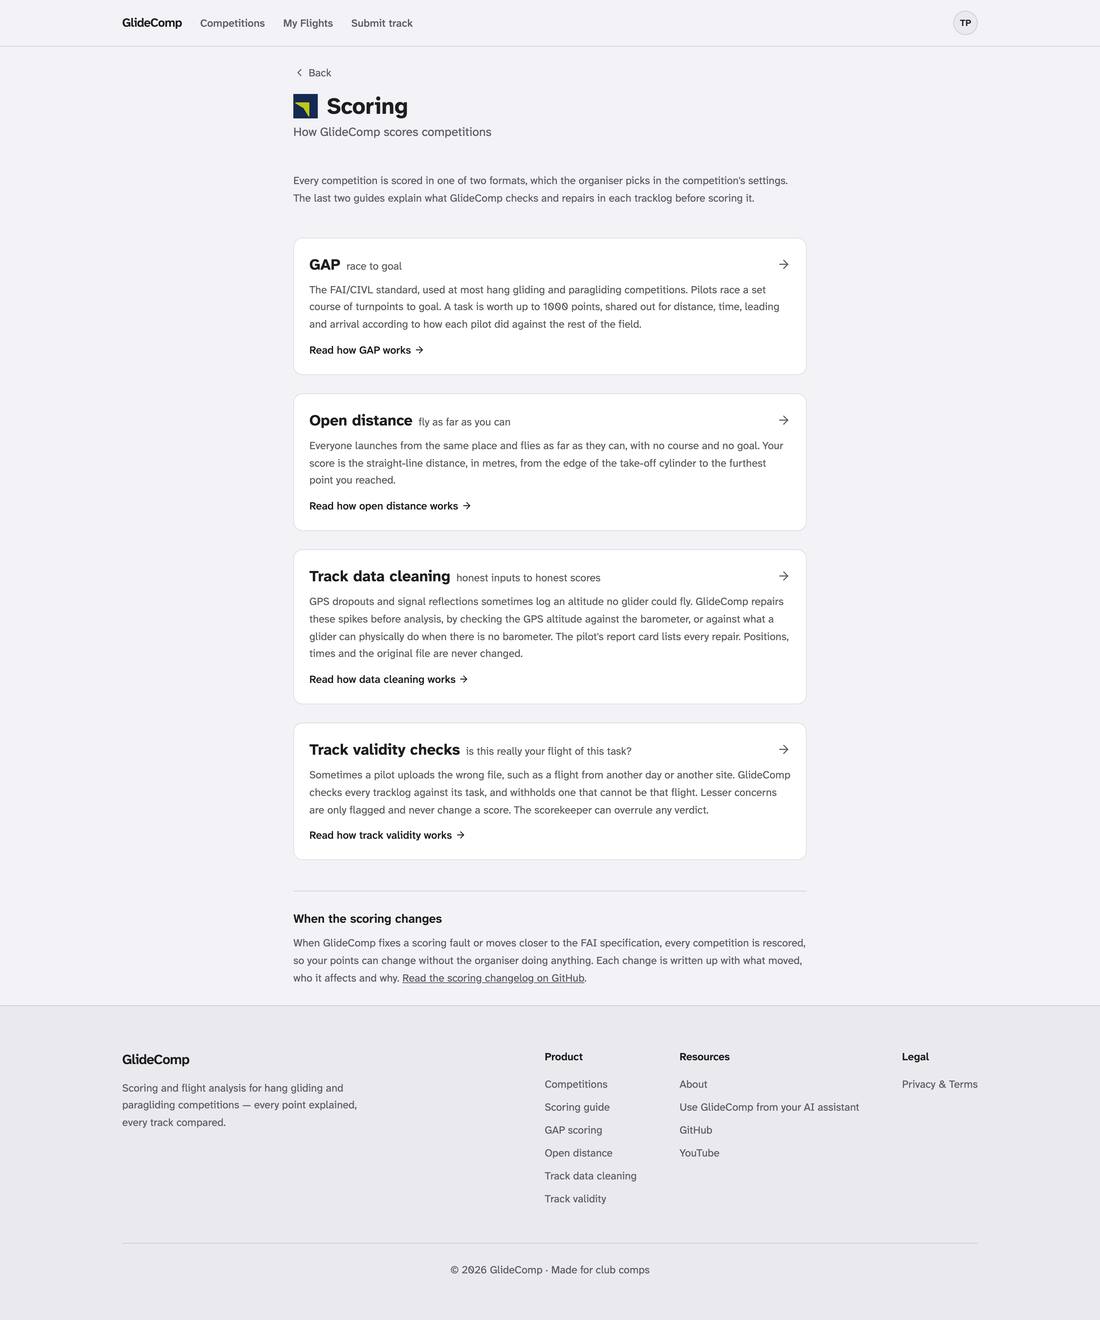 GlideComp Competitions My Flights Submit track TP
Back
Scoring
How GlideComp scores competitions
Every competition is scored in one of two formats, which the organiser picks in the competition's settings.
The last two guides explain what GlideComp checks and repairs in each tracklog before scoring it.
GAP race to goal
The FAI/CIVL standard, used at most hang gliding and paragliding competitions. Pilots race a set
course of turnpoints to goal. A task is worth up to 1000 points, shared out for distance, time, leading
and arrival according to how each pilot did against the rest of the field.
Read how GAP works →
Open distance fly as far as you can
Everyone launches from the same place and flies as far as they can, with no course and no goal. Your
score is the straight-line distance, in metres, from the edge of the take-off cylinder to the furthest
point you reached.
Read how open distance works →
Track data cleaning honest inputs to honest scores
GPS dropouts and signal reflections sometimes log an altitude no glider could fly. GlideComp repairs
these spikes before analysis, by checking the GPS altitude against the barometer, or against what a
glider can physically do when there is no barometer. The pilot's report card lists every repair. Positions,
times and the original file are never changed.
Read how data cleaning works →
Track validity checks is this really your flight of this task?
Sometimes a pilot uploads the wrong file, such as a flight from another day or another site. GlideComp
checks every tracklog against its task, and withholds one that cannot be that flight. Lesser concerns
are only flagged and never change a score. The scorekeeper can overrule any verdict.
Read how track validity works →
When the scoring changes
When GlideComp fixes a scoring fault or moves closer to the FAI specification, every competition is rescored,
so your points can change without the organiser doing anything. Each change is written up with what moved,
who it affects and why. Read the scoring changelog on GitHub.
GlideComp
Scoring and flight analysis for hang gliding and
paragliding competitions — every point explained,
every track compared.
Product
Competitions
Scoring guide
GAP scoring
Open distance
Track data cleaning
Track validity
Resources
About
Use GlideComp from your AI assistant
GitHub
YouTube
Legal
Privacy & Terms
© 2026 GlideComp · Made for club comps